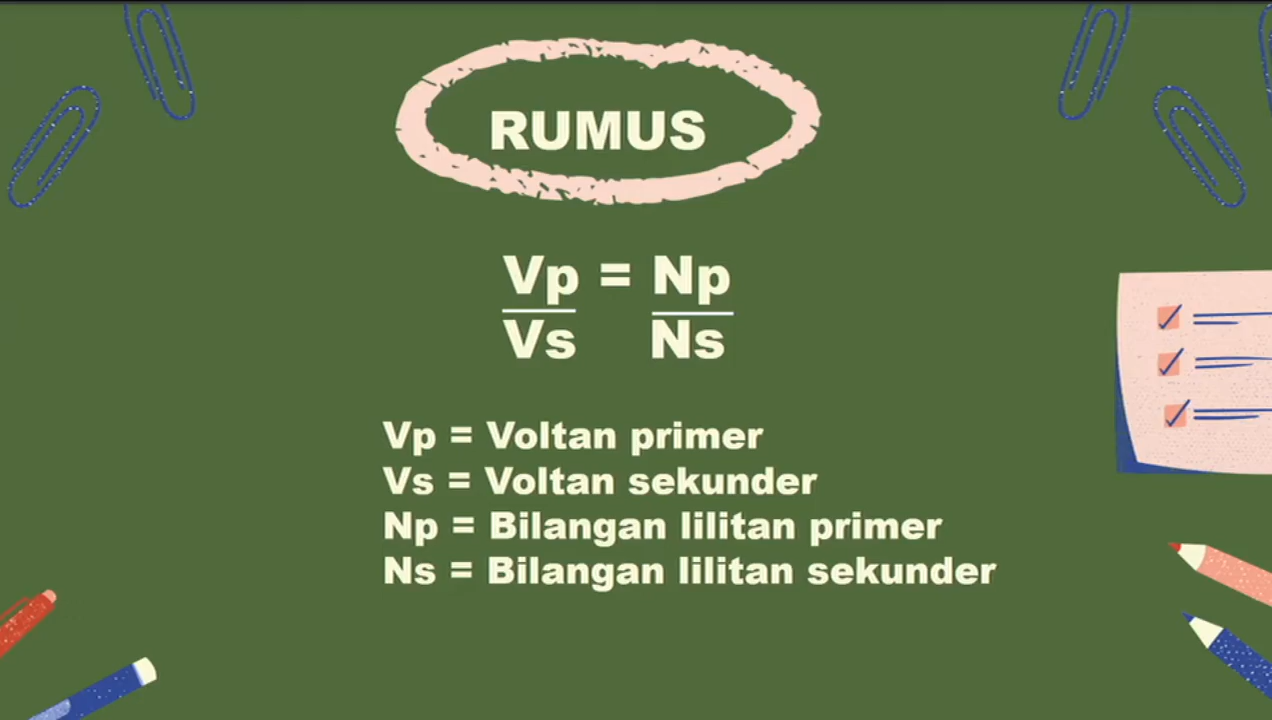 RUMUS
Vp = Np
Vs Ns
Vp = Voltan primer
Vs = Voltan sekunder
Np = Bilangan lilitan primer
Ns = Bilangan lilitan sekunder